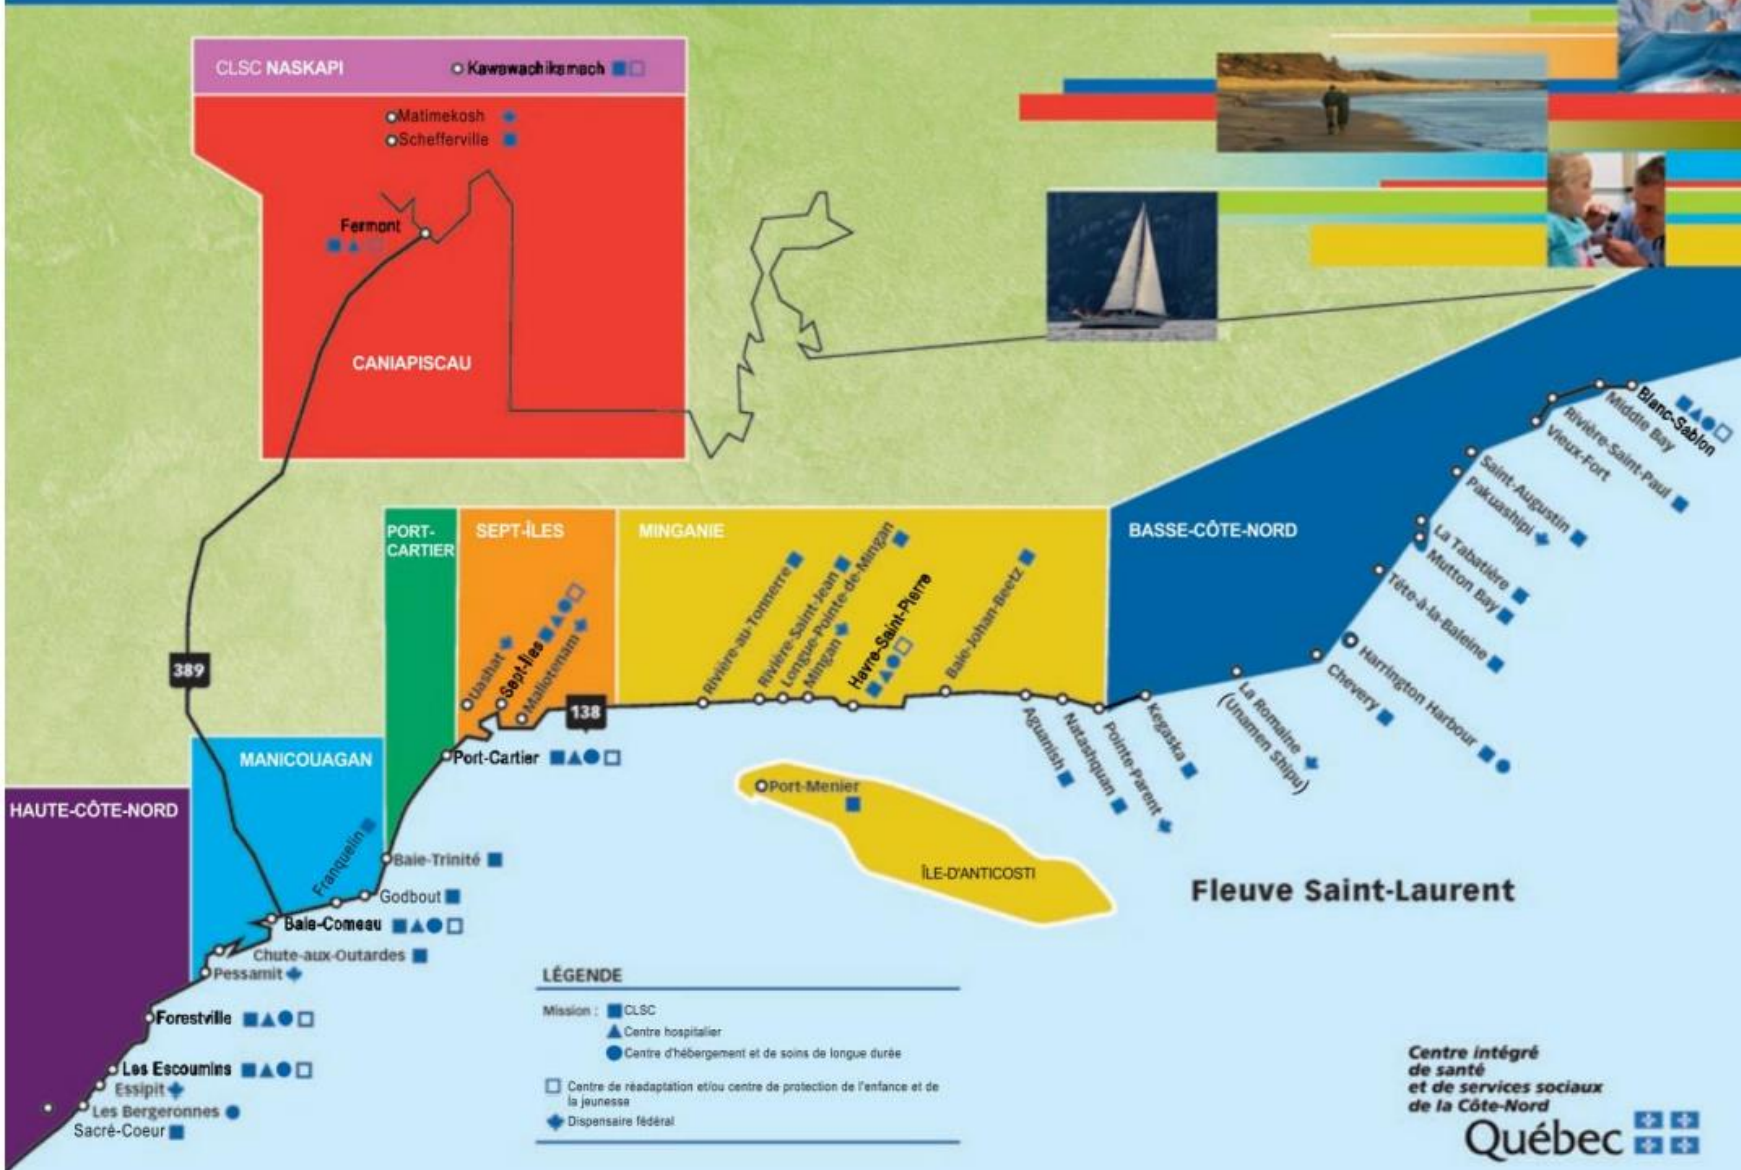 CLSC NASKAPI
Kawawachikamach
Matimekosh
Schefferville
Fermont
CANIAPISCAU
389
PORT-
CARTIER
SEPT-ÎLES
MINGANIE
BASSE-CÔTE-NORD
MANICOUAGAN
HAUTE-CÔTE-NORD
Uashat
Sept-Îles
Maliotenam
138
Rivière-au-Tonnerre
Rivière-Saint-Jean
Longue-Pointe-de-Mingan
Mingan
Havre-Saint-Pierre
Baie-Johan-Beetz
Aguanish
Natashquan
Pointe-Parent
Kegaska
La Romaine
(Unamen Shipu)
Chevery
Harrington Harbour
Tête-à-la-Baleine
Mutton Bay
La Tabatière
Pakuashipi
Saint-Augustin
Vieux-Fort
Rivière-Saint-Paul
Middle Bay
Blanc-Sablon
Port-Cartier
Port-Menier
ÎLE-D'ANTICOSTI
Fleuve Saint-Laurent
Franquelin
Baie-Trinité
Godbout
Baie-Comeau
Chute-aux-Outardes
Pessamit
Forestville
Les Escoumins
Essipit
Les Bergeronnes
Sacré-Coeur
LÉGENDE
Mission : CLSC
Centre hospitalier
Centre d'hébergement et de soins de longue durée
Centre de réadaptation et/ou centre de protection de l'enfance et de
la jeunesse
Dispensaire fédéral
Centre intégré
de santé
et de services sociaux
de la Côte-Nord
Québec